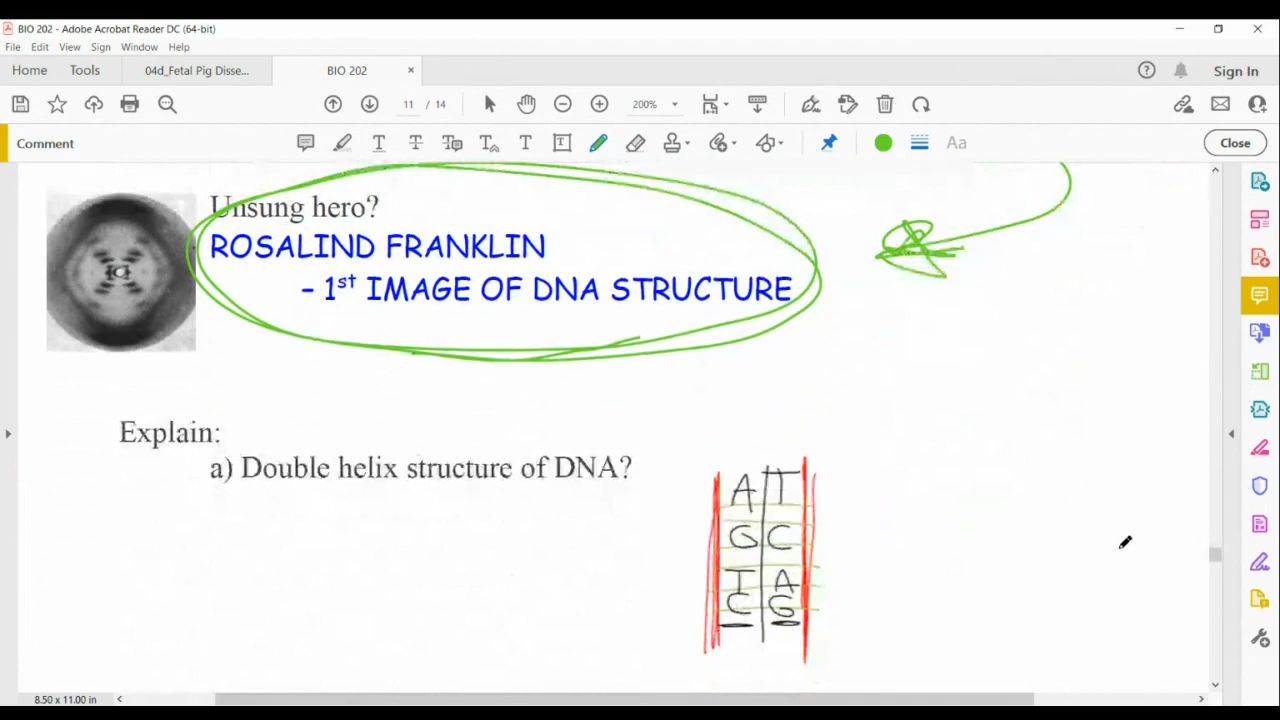 BIO 202 - Adobe Acrobat Reader DC (64-bit)
File Edit View Sign Window Help
Home Tools 04d_Fetal Pig Disse... BIO 202 × Sign In
11 / 14 200%
Comment Close
Unsung hero?
ROSALIND FRANKLIN
– 1st IMAGE OF DNA STRUCTURE
Explain:
a) Double helix structure of DNA?
A T
G C
T A
C G
8.50 x 11.00 in